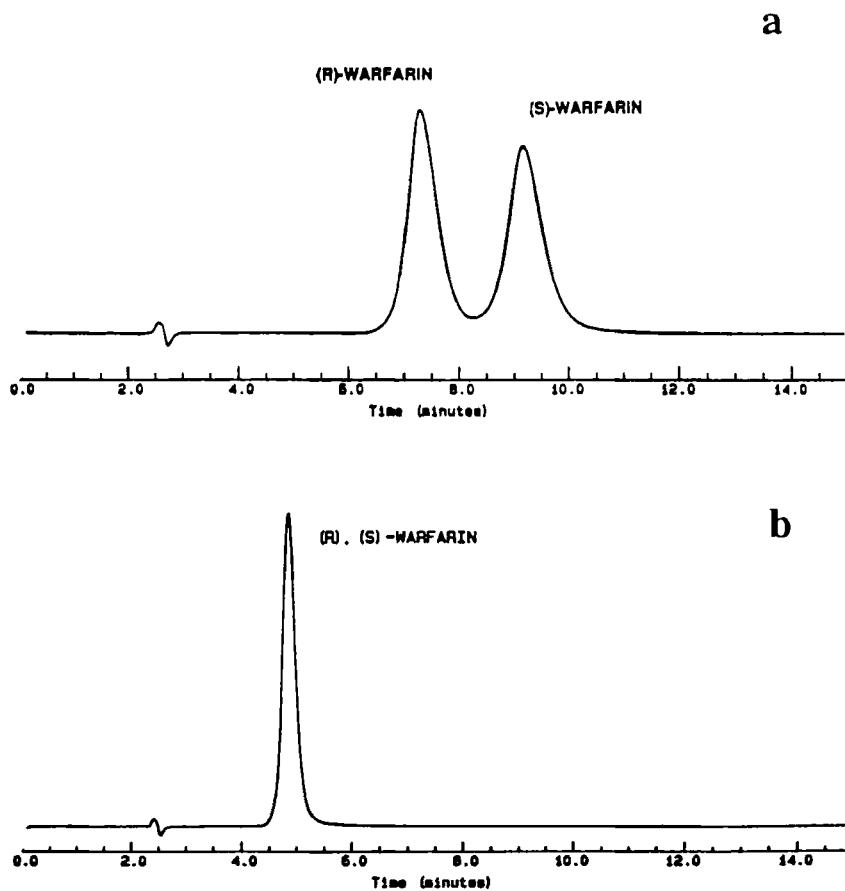 a
(R)-WARFARIN
(S)-WARFARIN
0.0 2.0 4.0 6.0 8.0 10.0 12.0 14.0
Time (minutes)
b
(R), (S)-WARFARIN
0.0 2.0 4.0 6.0 8.0 10.0 12.0 14.0
Time (minutes)